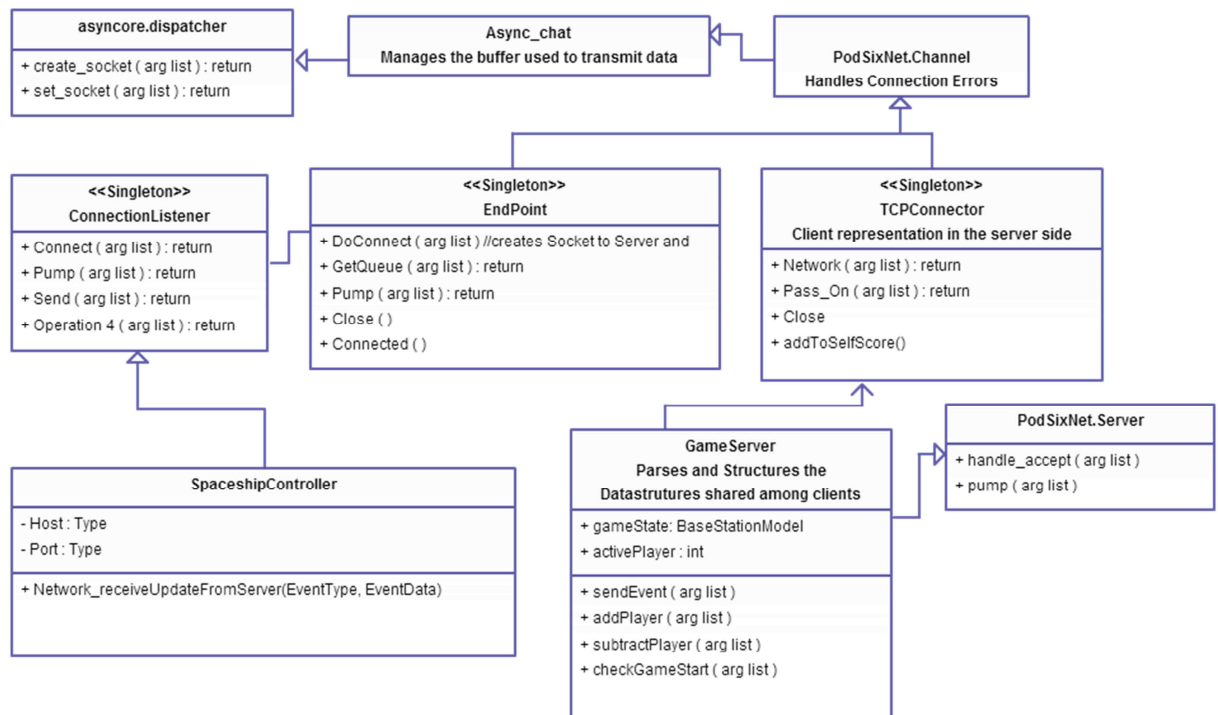 asyncore.dispatcher
+ create_socket ( arg list ) : return
+ set_socket ( arg list ) : return
Async_chat
Manages the buffer used to transmit data
PodSixNet.Channel
Handles Connection Errors
<<Singleton>>
ConnectionListener
+ Connect ( arg list ) : return
+ Pump ( arg list ) : return
+ Send ( arg list ) : return
+ Operation 4 ( arg list ) : return
<<Singleton>>
EndPoint
+ DoConnect ( arg list ) //creates Socket to Server and
+ GetQueue ( arg list ) : return
+ Pump ( arg list ) : return
+ Close ( )
+ Connected ( )
<<Singleton>>
TCPConnector
Client representation in the server side
+ Network ( arg list ) : return
+ Pass_On ( arg list ) : return
+ Close
+ addToSelfScore()
SpaceshipController
- Host : Type
- Port : Type
+ Network_receiveUpdateFromServer(EventType, EventData)
GameServer
Parses and Structures the
Datastrutures shared among clients
+ gameState: BaseStationModel
+ activePlayer : int
+ sendEvent ( arg list )
+ addPlayer ( arg list )
+ subtractPlayer ( arg list )
+ checkGameStart ( arg list )
PodSixNet.Server
+ handle_accept ( arg list )
+ pump ( arg list )